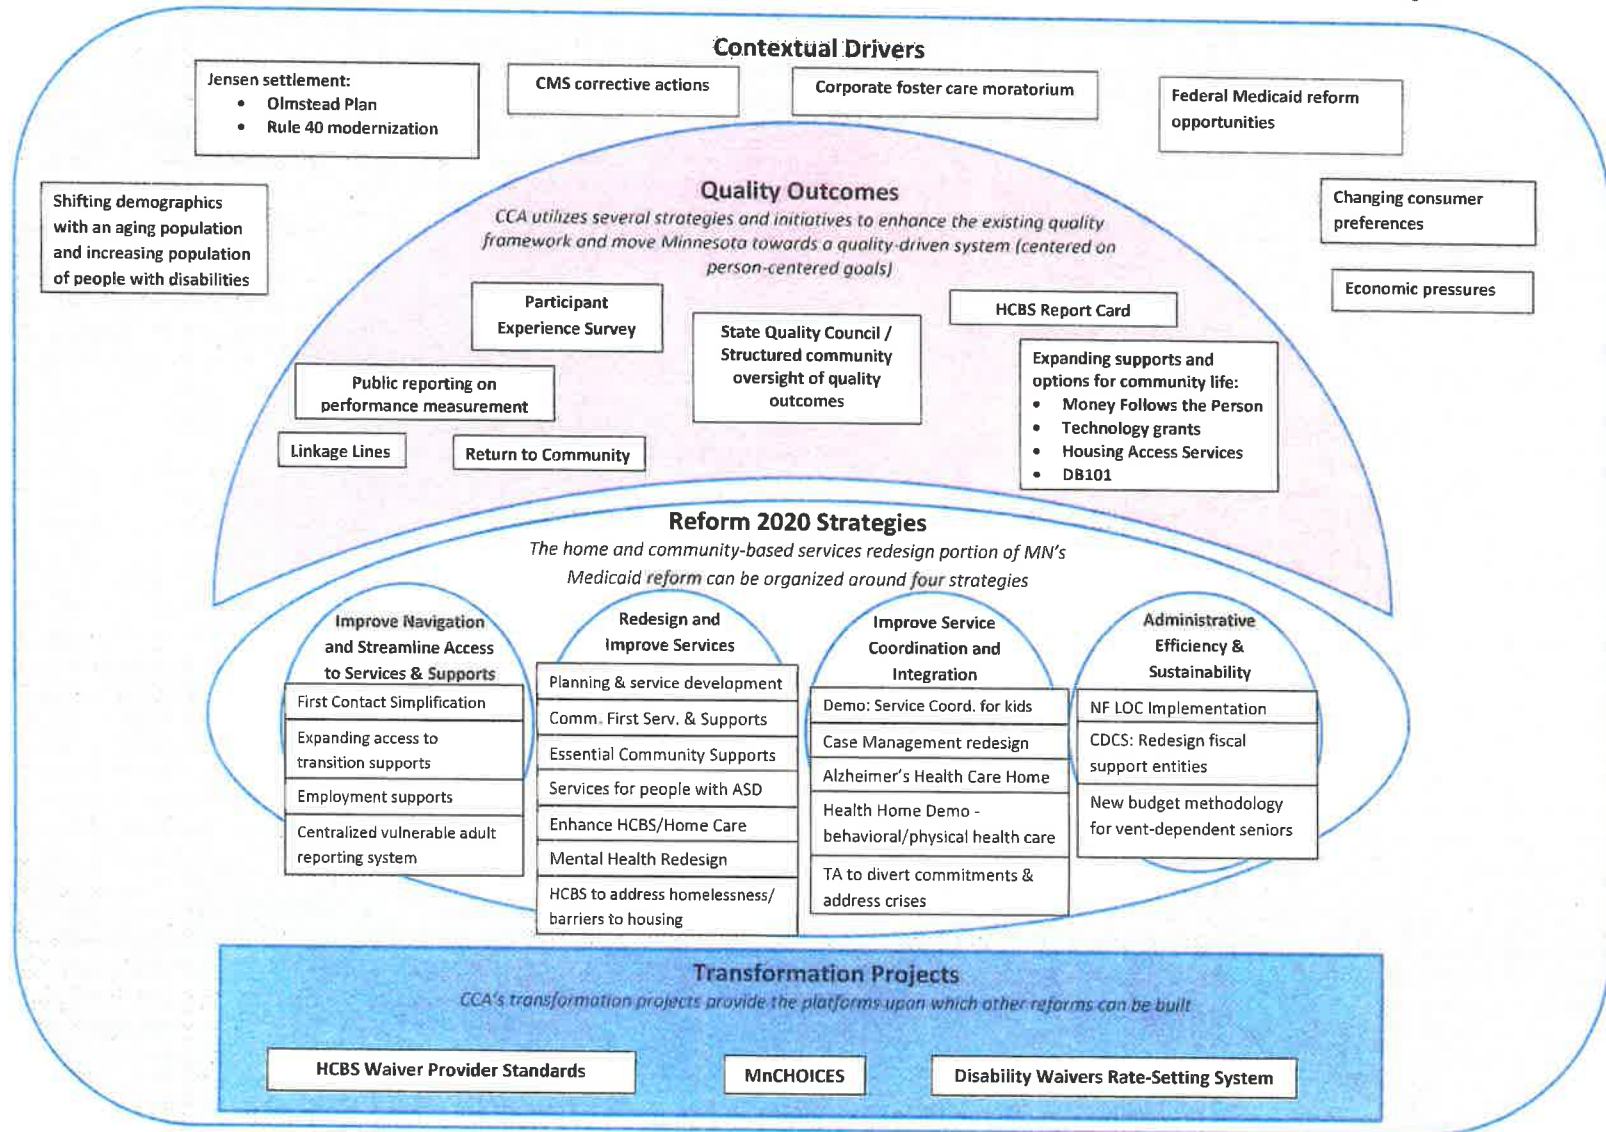 Contextual Drivers
Jensen settlement:
• Olmstead Plan
• Rule 40 modernization
CMS corrective actions
Corporate foster care moratorium
Federal Medicaid reform
opportunities
Shifting demographics
with an aging population
and increasing population
of people with disabilities
Changing consumer
preferences
Economic pressures
Quality Outcomes
CCA utilizes several strategies and initiatives to enhance the existing quality
framework and move Minnesota towards a quality-driven system (centered on
person-centered goals)
Participant
Experience Survey
State Quality Council /
Structured community
oversight of quality
outcomes
HCBS Report Card
Public reporting on
performance measurement
Expanding supports and
options for community life:
• Money Follows the Person
• Technology grants
• Housing Access Services
• DB101
Linkage Lines
Return to Community
Reform 2020 Strategies
The home and community-based services redesign portion of MN's
Medicaid reform can be organized around four strategies
Improve Navigation
and Streamline Access
to Services & Supports
First Contact Simplification
Expanding access to
transition supports
Employment supports
Centralized vulnerable adult
reporting system
Redesign and
Improve Services
Planning & service development
Comm. First Serv. & Supports
Essential Community Supports
Services for people with ASD
Enhance HCBS/Home Care
Mental Health Redesign
HCBS to address homelessness/
barriers to housing
Improve Service
Coordination and
Integration
Demo: Service Coord. for kids
Case Management redesign
Alzheimer's Health Care Home
Health Home Demo -
behavioral/physical health care
TA to divert commitments &
address crises
Administrative
Efficiency &
Sustainability
NF LOC Implementation
CDCS: Redesign fiscal
support entities
New budget methodology
for vent-dependent seniors
Transformation Projects
CCA's transformation projects provide the platforms upon which other reforms can be built
HCBS Waiver Provider Standards
MnCHOICES
Disability Waivers Rate-Setting System